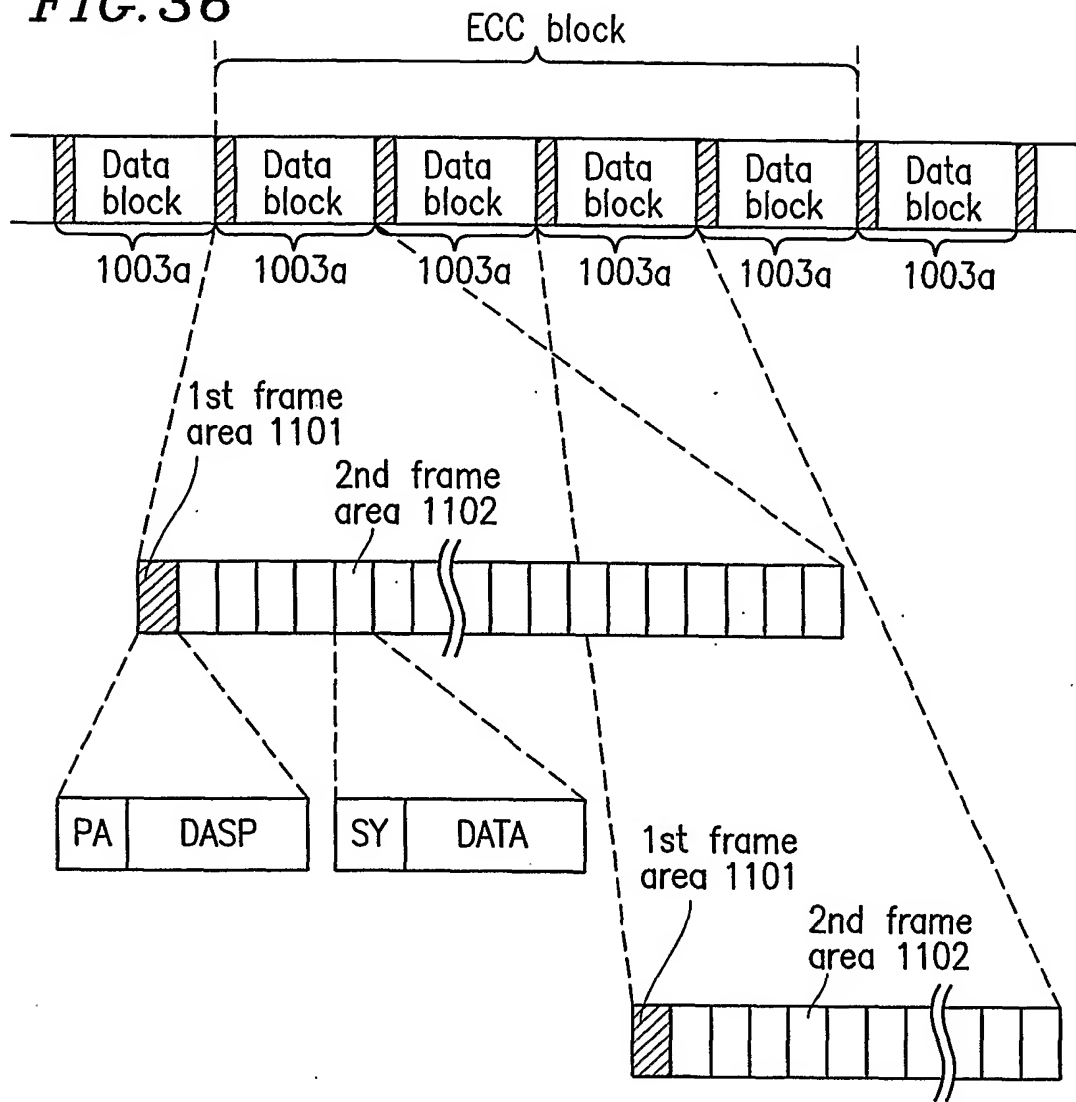 FIG. 36
ECC block
Data block
Data block
Data block
Data block
Data block
Data block
1003a
1003a
1003a
1003a
1003a
1003a
1st frame
area 1101
2nd frame
area 1102
PA
DASP
SY
DATA
1st frame
area 1101
2nd frame
area 1102